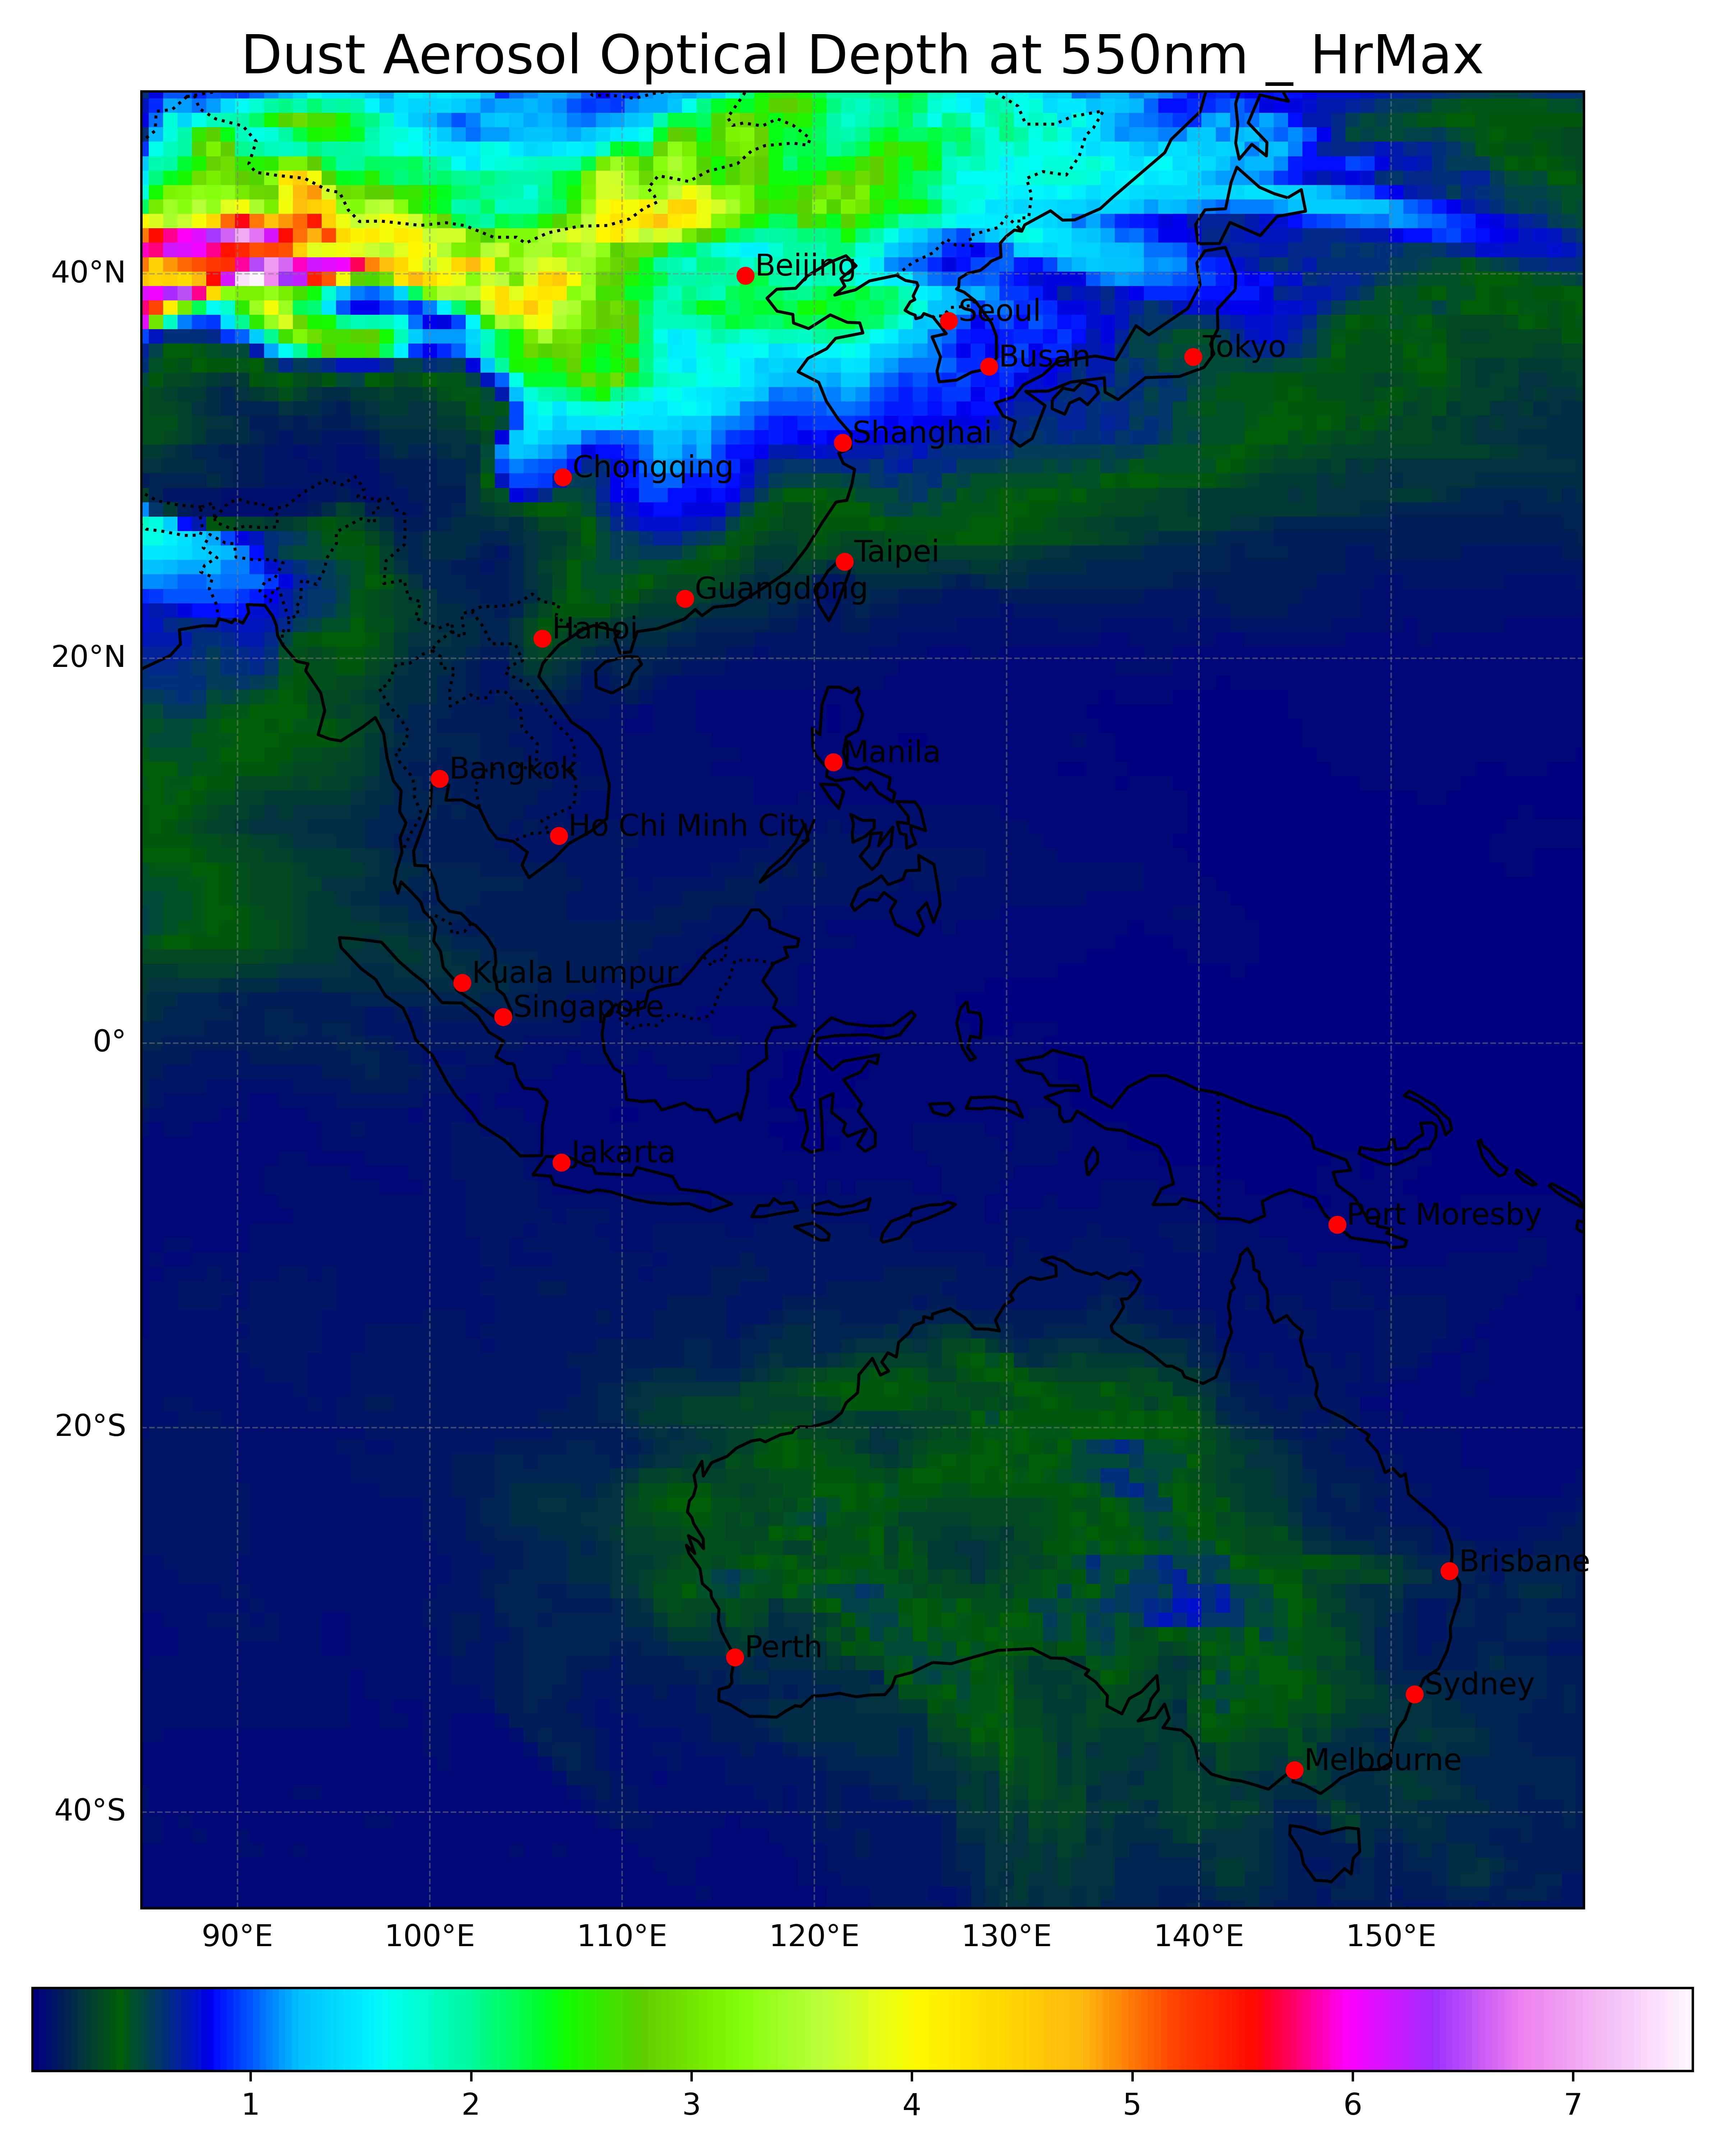 Dust Aerosol Optical Depth at 550nm _ HrMax
40°N
20°N
0°
20°S
40°S
Beijing
Seoul
Busan
Tokyo
Shanghai
Chongqing
Taipei
Guangdong
Hanoi
Manila
Bangkok
Ho Chi Minh City
Kuala Lumpur
Singapore
Jakarta
Port Moresby
Brisbane
Perth
Sydney
Melbourne
90°E 100°E 110°E 120°E 130°E 140°E 150°E
1 2 3 4 5 6 7